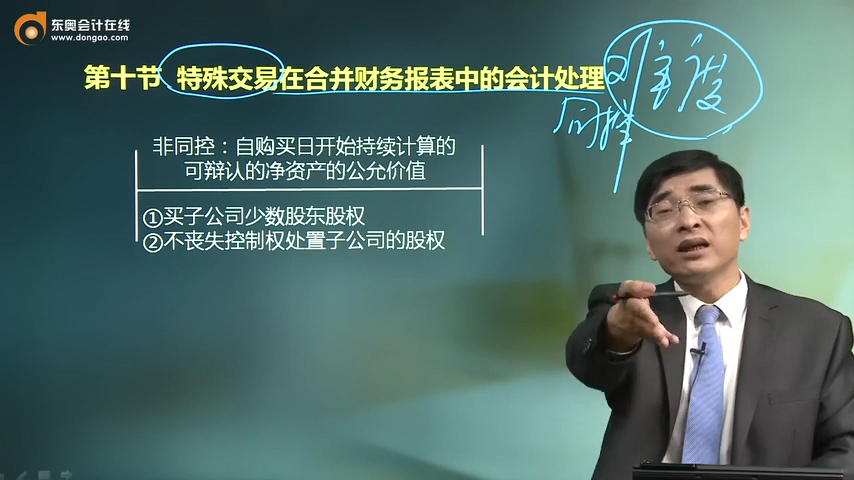 东奥会计在线
www.dongao.com
第十节 特殊交易在合并财务报表中的会计处理
难度
同控
非同控：自购买日开始持续计算的
可辩认的净资产的公允价值
①买子公司少数股东股权
②不丧失控制权处置子公司的股权